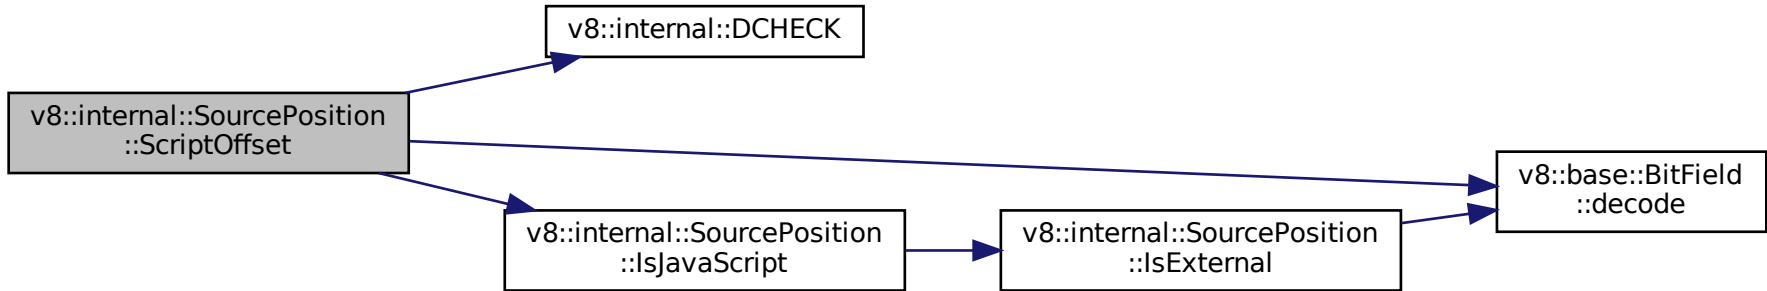 v8::internal::DCHECK
v8::internal::SourcePosition
::ScriptOffset
v8::base::BitField
::decode
v8::internal::SourcePosition
::IsJavaScript
v8::internal::SourcePosition
::IsExternal